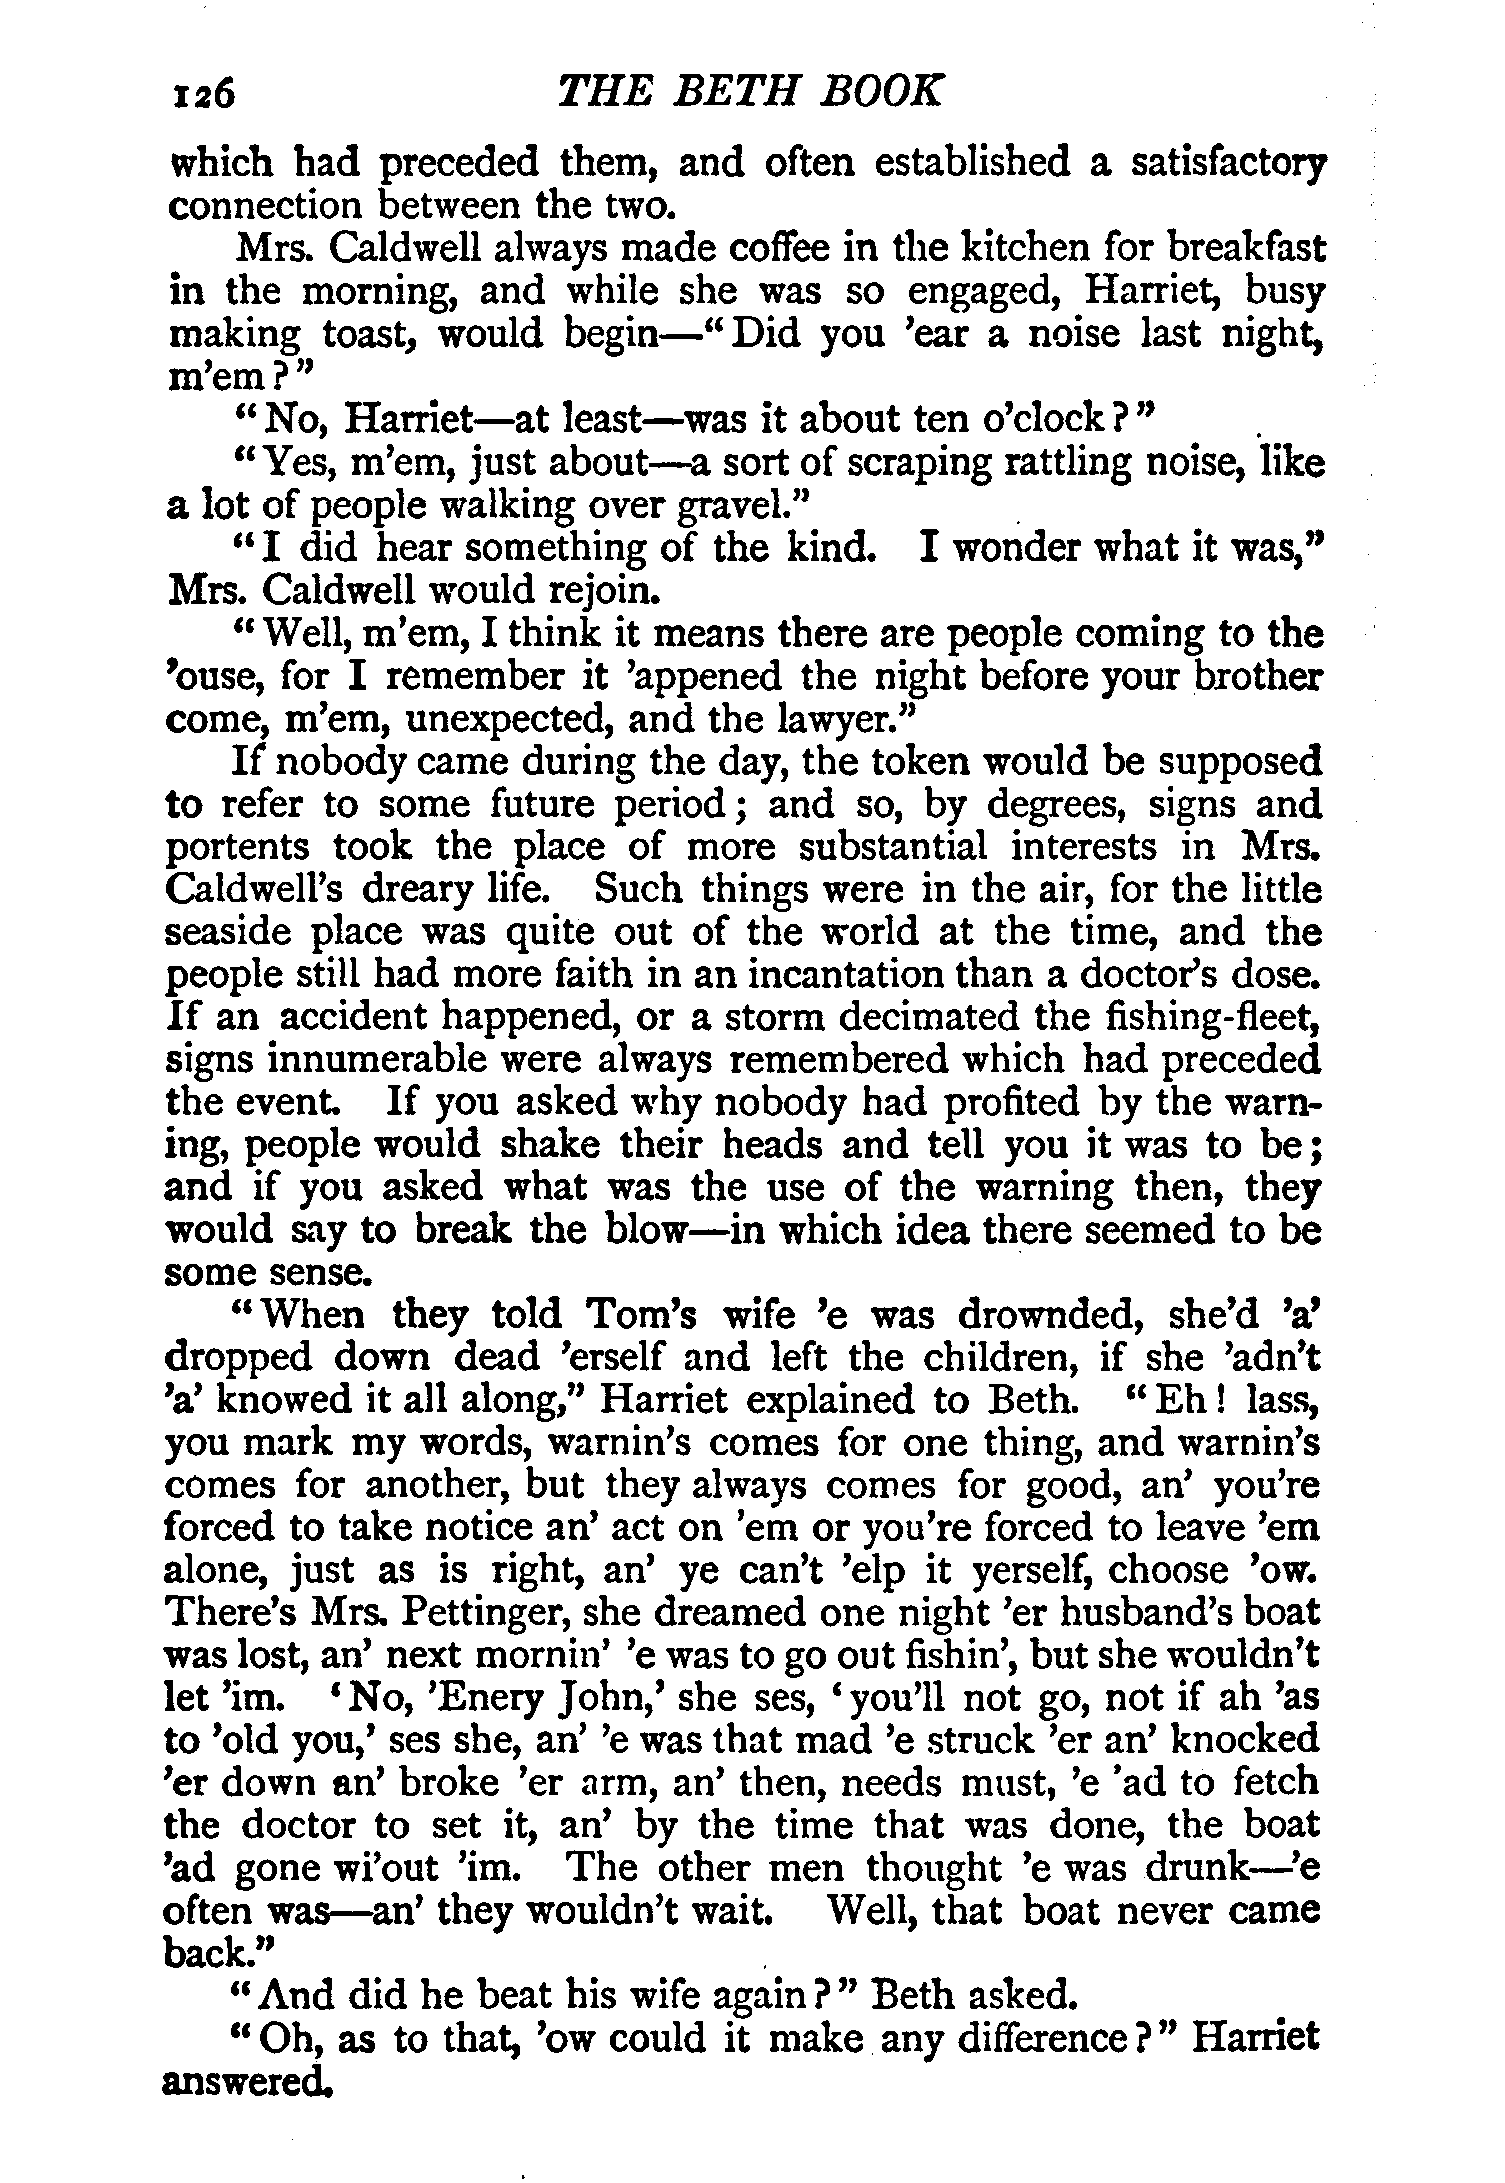 126 THE BETH BOOK
which had preceded them, and often established a satisfactory
connection between the two.
Mrs. Caldwell always made coffee in the kitchen for breakfast
in the morning, and while she was so engaged, Harriet, busy
making toast, would begin—“Did you ’ear a noise last night,
m’em?”
“No, Harriet—at least—was it about ten o’clock?”
“Yes, m’em, just about—a sort of scraping rattling noise, like
a lot of people walking over gravel.”
“I did hear something of the kind. I wonder what it was,”
Mrs. Caldwell would rejoin.
“Well, m’em, I think it means there are people coming to the
’ouse, for I remember it ’appened the night before your brother
come, m’em, unexpected, and the lawyer.”
If nobody came during the day, the token would be supposed
to refer to some future period; and so, by degrees, signs and
portents took the place of more substantial interests in Mrs.
Caldwell’s dreary life. Such things were in the air, for the little
seaside place was quite out of the world at the time, and the
people still had more faith in an incantation than a doctor’s dose.
If an accident happened, or a storm decimated the fishing-fleet,
signs innumerable were always remembered which had preceded
the event. If you asked why nobody had profited by the warn-
ing, people would shake their heads and tell you it was to be;
and if you asked what was the use of the warning then, they
would say to break the blow—in which idea there seemed to be
some sense.
“When they told Tom’s wife ’e was drownded, she’d ’a’
dropped down dead ’erself and left the children, if she ’adn’t
’a’ knowed it all along,” Harriet explained to Beth. “Eh! lass,
you mark my words, warnin’s comes for one thing, and warnin’s
comes for another, but they always comes for good, an’ you’re
forced to take notice an’ act on ’em or you’re forced to leave ’em
alone, just as is right, an’ ye can’t ’elp it yerself, choose ’ow.
There’s Mrs. Pettinger, she dreamed one night ’er husband’s boat
was lost, an’ next mornin’ ’e was to go out fishin’, but she wouldn’t
let ’im. ‘No, ’Enery John,’ she ses, ‘you’ll not go, not if ah ’as
to ’old you,’ ses she, an’ ’e was that mad ’e struck ’er an’ knocked
’er down an’ broke ’er arm, an’ then, needs must, ’e ’ad to fetch
the doctor to set it, an’ by the time that was done, the boat
’ad gone wi’out ’im. The other men thought ’e was drunk—’e
often was—an’ they wouldn’t wait. Well, that boat never came
back.”
“And did he beat his wife again?” Beth asked.
“Oh, as to that, ’ow could it make any difference?” Harriet
answered.